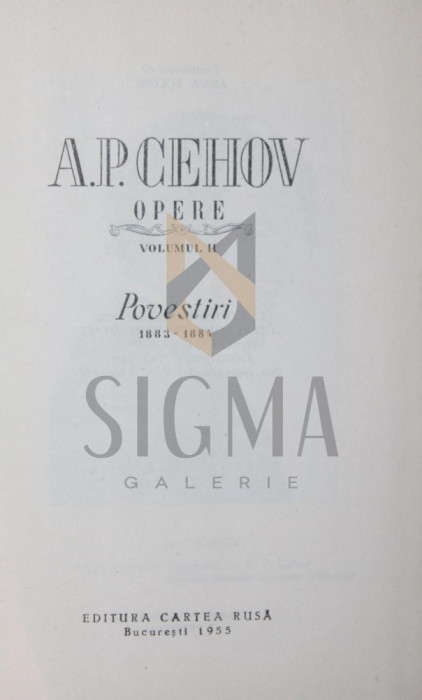 A.P. CEHOV
OPERE
VOLUMUL II
Povestiri
1883-1884
SIGMA
GALERIE
EDITURA CARTEA RUSĂ
București 1955